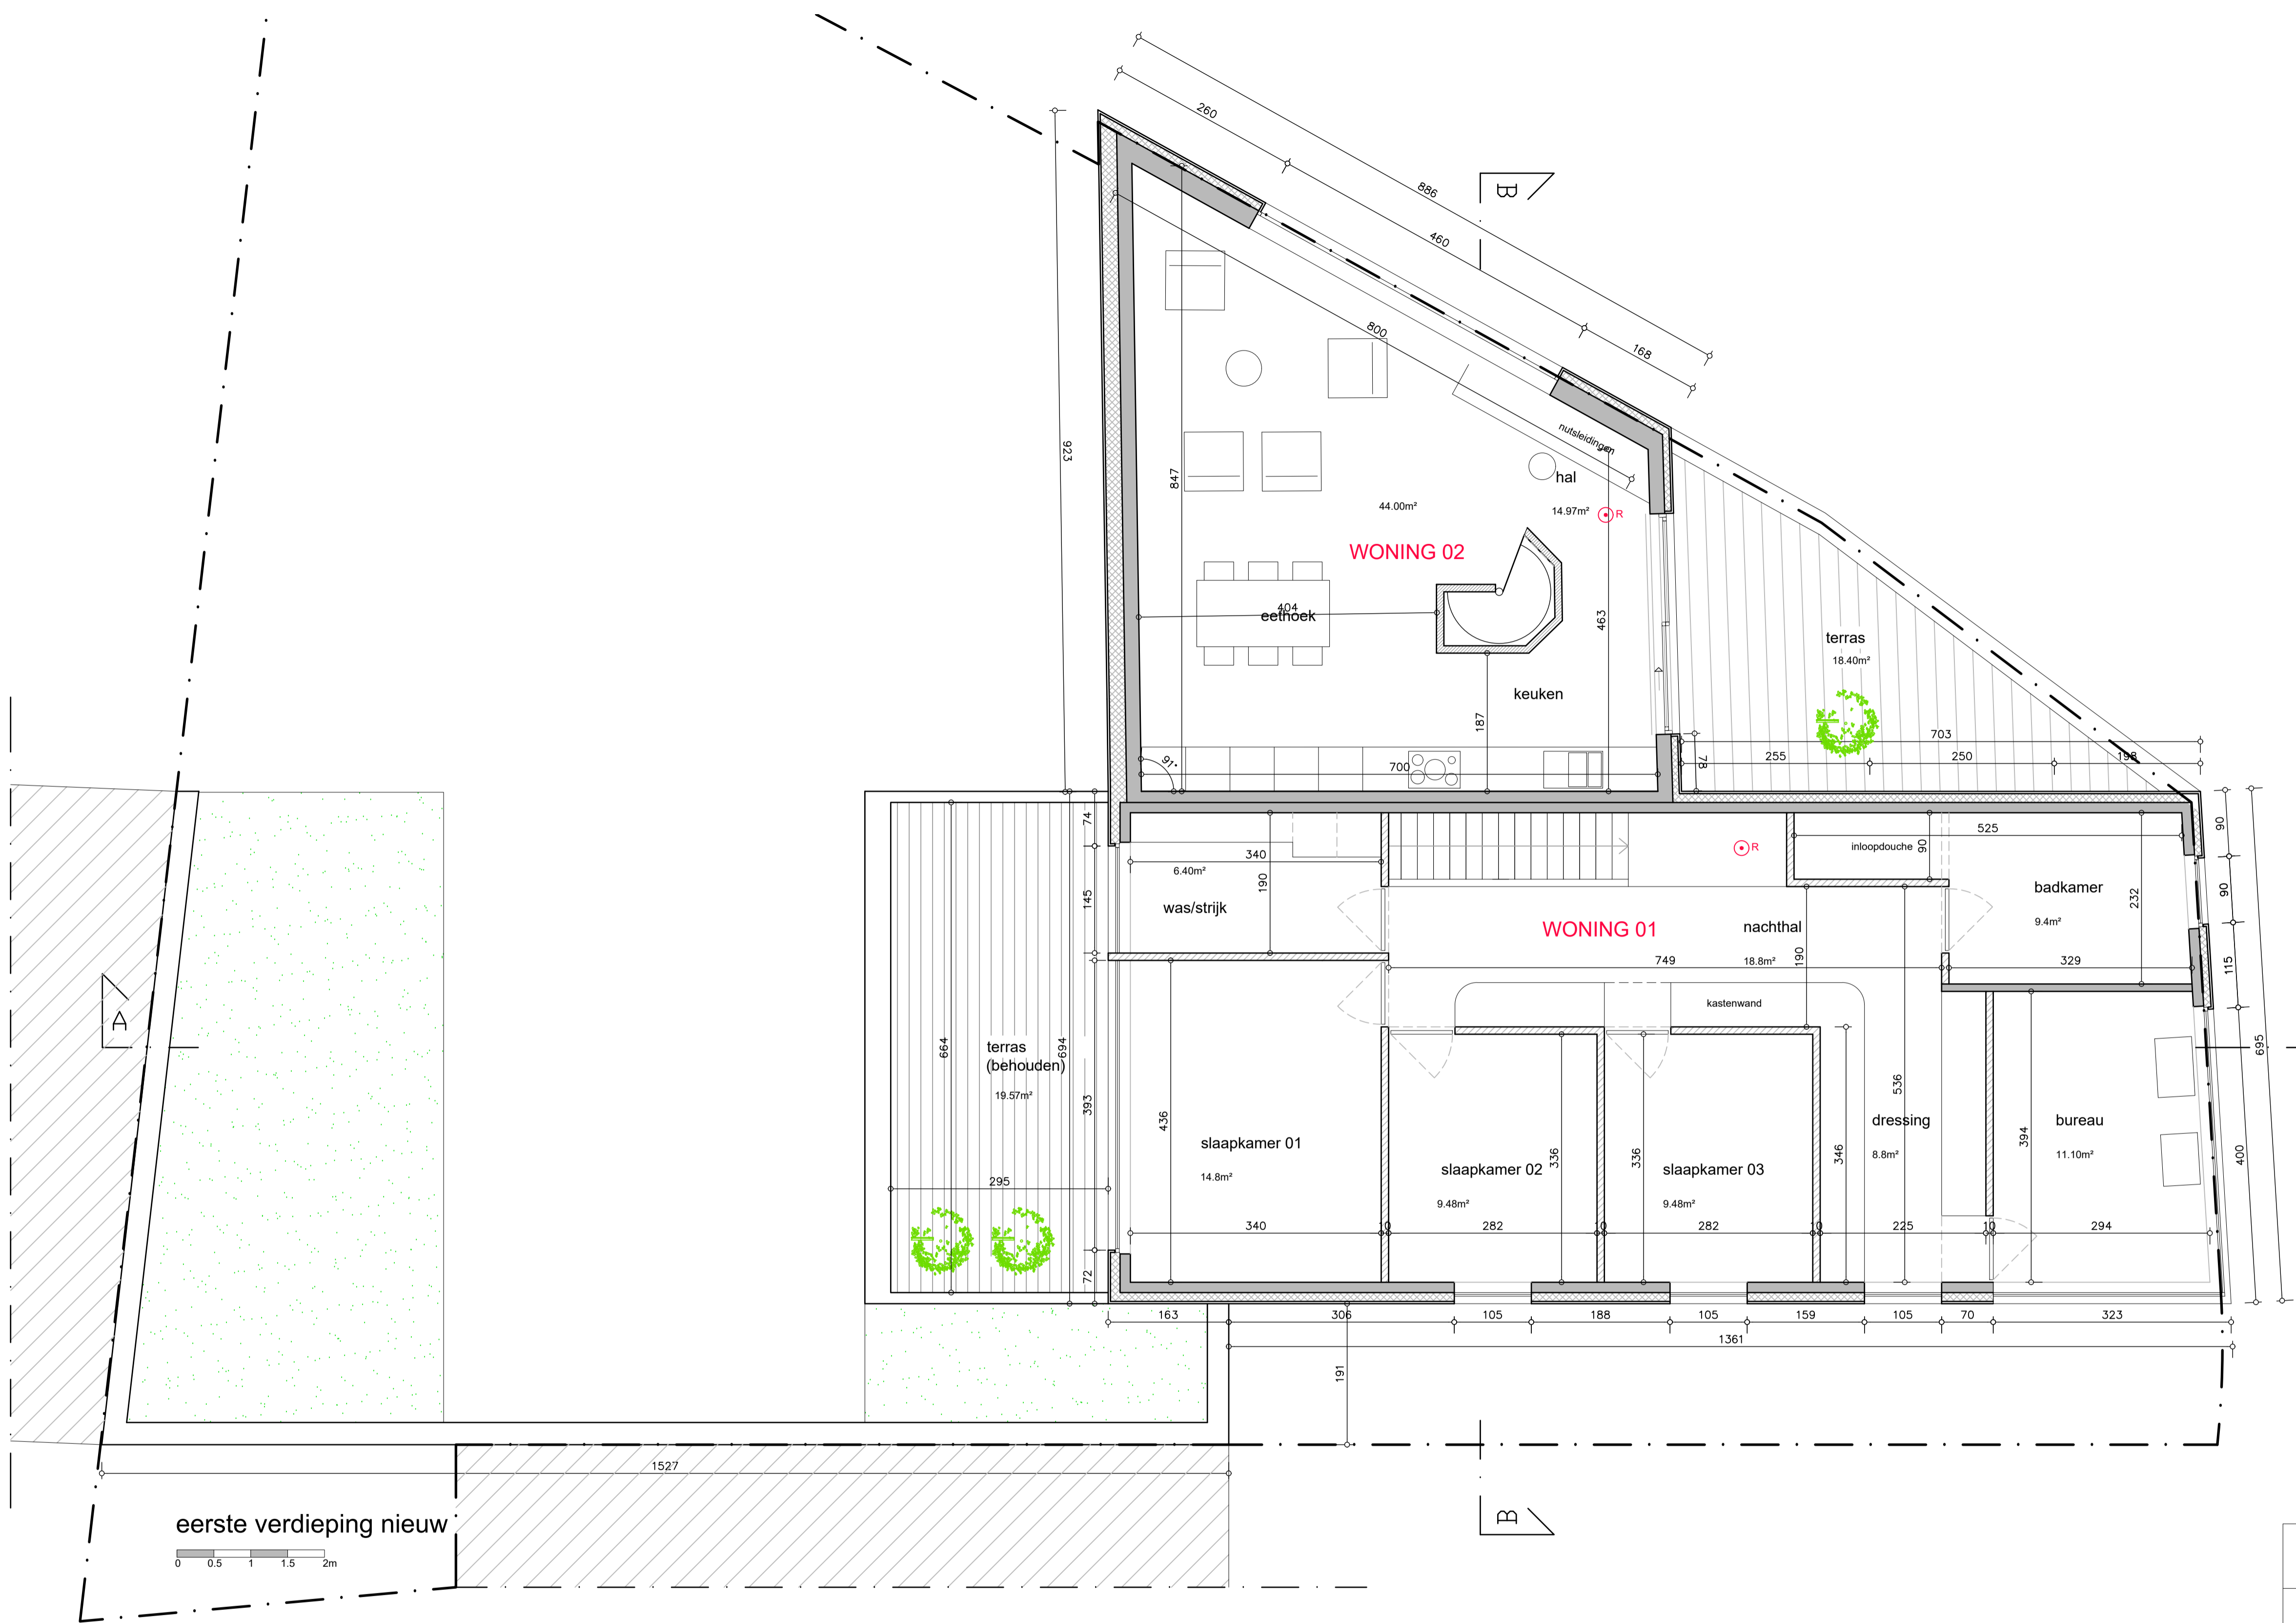 260
886
B
460
800
168
923
847
nutsleidingen
hal
44.00m²
14.97m²
R
WONING 02
404
eethoek
463
terras
18.40m²
keuken
187
703
255
250
198
91°
700
78
74
340
6.40m²
190
145
was/strijk
R
525
inloopdouche
90
badkamer
9.4m²
232
90
90
115
WONING 01
nachthal
749
18.8m²
190
329
kastenwand
A
664
terras
(behouden)
694
19.57m²
393
436
slaapkamer 01
14.8m²
slaapkamer 02
336
9.48m²
336
slaapkamer 03
9.48m²
346
536
dressing
8.8m²
394
bureau
11.10m²
695
400
295
340
10
282
10
282
10
225
10
294
72
163
306
105
188
105
159
105
70
323
1361
191
1527
B
eerste verdieping nieuw
0 0.5 1 1.5 2m